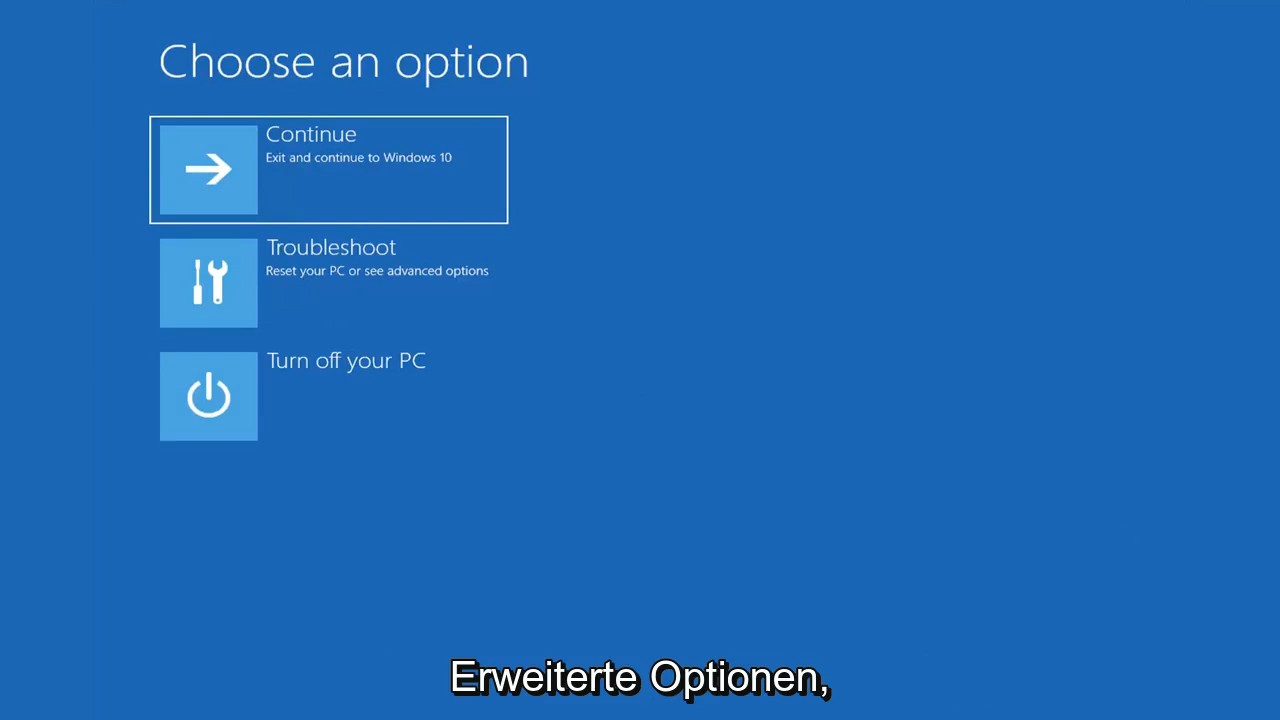 Choose an option
Continue
Exit and continue to Windows 10
Troubleshoot
Reset your PC or see advanced options
Turn off your PC
Erweiterte Optionen,